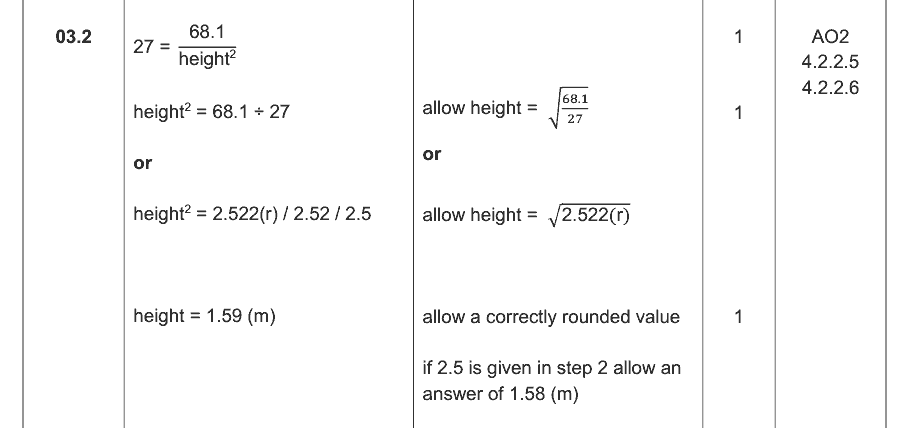 03.2
27 = 68.1 / height²
1
AO2
4.2.2.5
4.2.2.6
height² = 68.1 ÷ 27
allow height = √(68.1/27)
1
or
or
height² = 2.522(r) / 2.52 / 2.5
allow height = √2.522(r)
height = 1.59 (m)
allow a correctly rounded value
1
if 2.5 is given in step 2 allow an
answer of 1.58 (m)